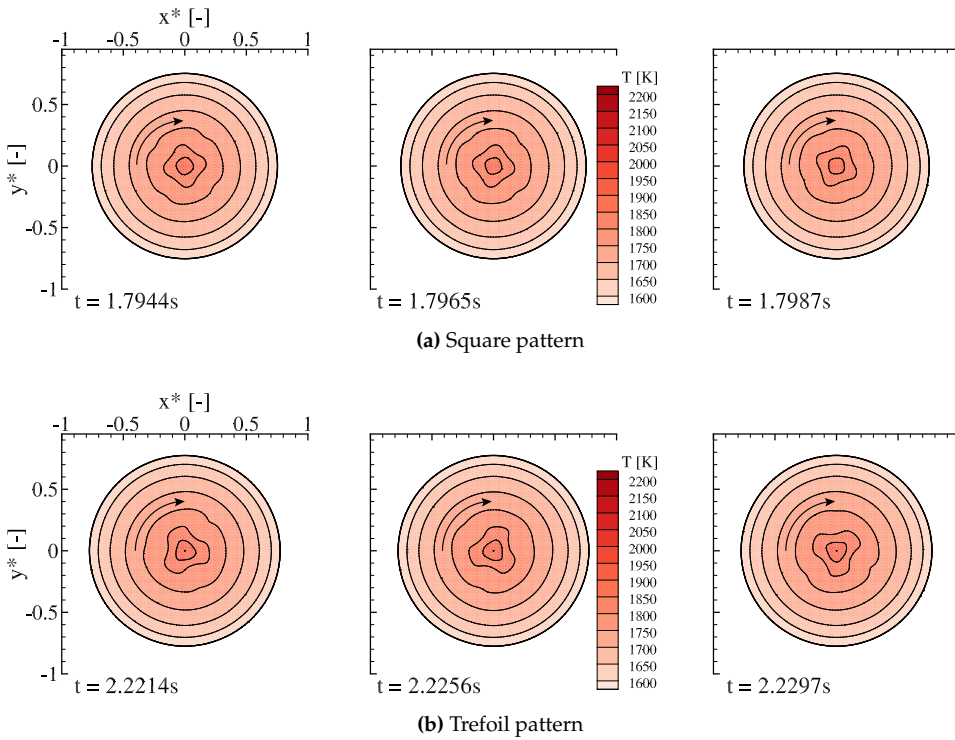 x* [-]
-1 -0.5 0 0.5 1
0.5
0
-0.5
-1
y* [-]
T [K]
2200
2150
2100
2050
2000
1950
1900
1850
1800
1750
1700
1650
1600
t = 1.7944s
t = 1.7965s
t = 1.7987s
(a) Square pattern
x* [-]
-1 -0.5 0 0.5 1
0.5
0
-0.5
-1
y* [-]
T [K]
2200
2150
2100
2050
2000
1950
1900
1850
1800
1750
1700
1650
1600
t = 2.2214s
t = 2.2256s
t = 2.2297s
(b) Trefoil pattern